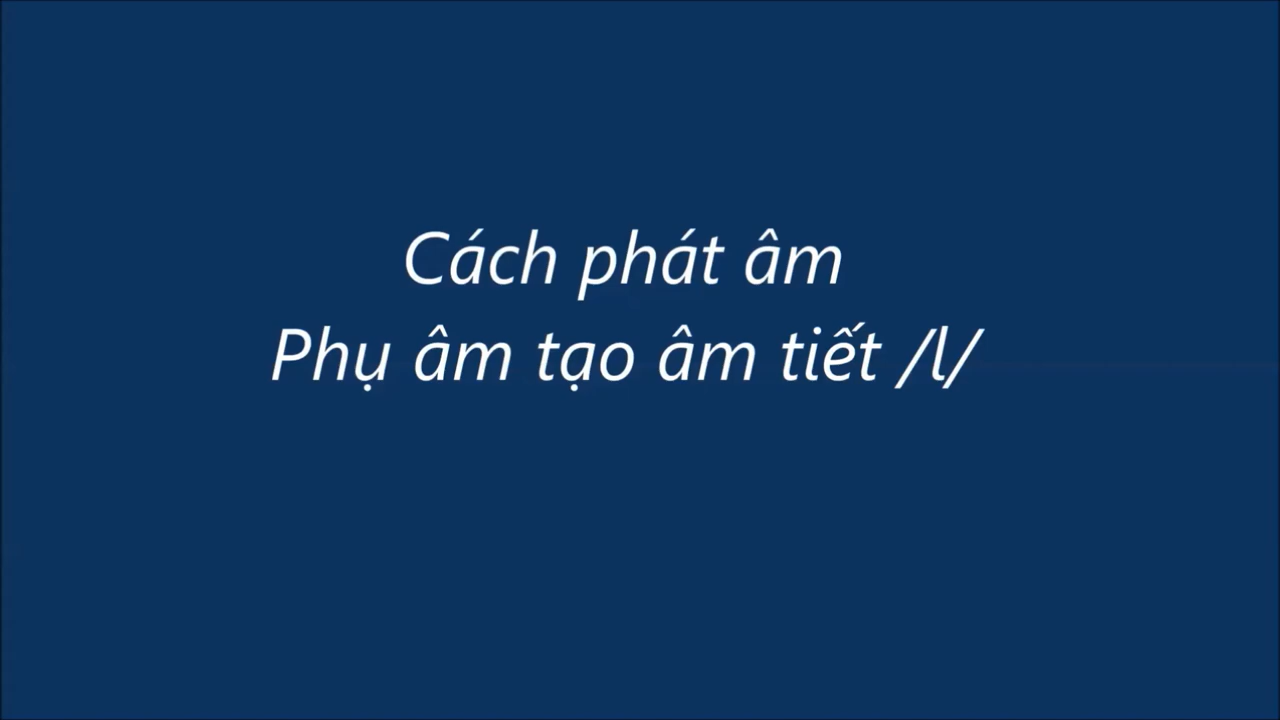 Cách phát âm
Phụ âm tạo âm tiết /l/